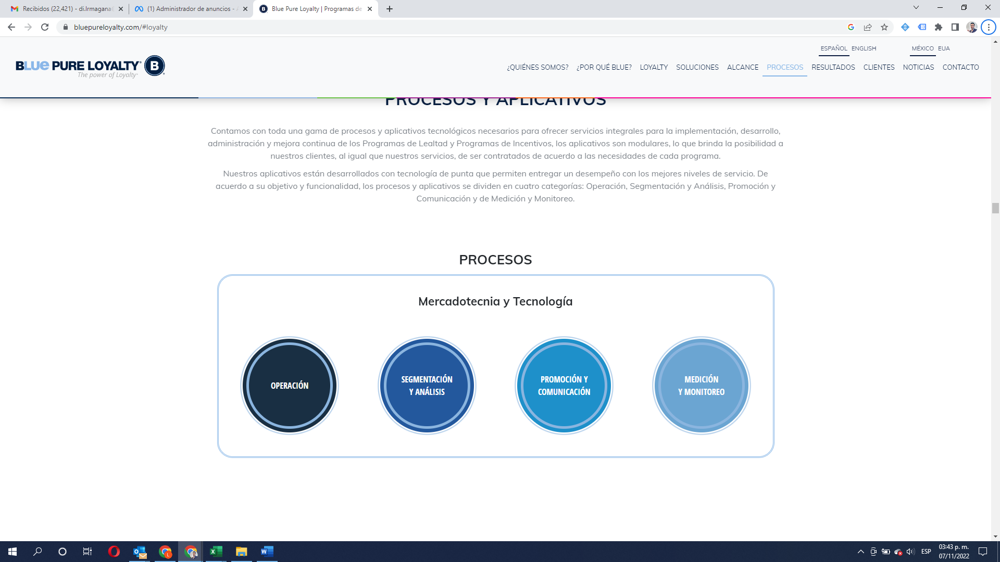 Recibidos (22,421) - di.lrmagana
(1) Administrador de anuncios -
Blue Pure Loyalty | Programas de
bluepureloyalty.com/#loyalty
ESPAÑOL ENGLISH MÉXICO EUA
BLUE PURE LOYALTY B
The power of Loyalty
¿QUIÉNES SOMOS? ¿POR QUÉ BLUE? LOYALTY SOLUCIONES ALCANCE PROCESOS RESULTADOS CLIENTES NOTICIAS CONTACTO
PROCESOS Y APLICATIVOS
Contamos con toda una gama de procesos y aplicativos tecnológicos necesarios para ofrecer servicios integrales para la implementación, desarrollo,
administración y mejora continua de los Programas de Lealtad y Programas de Incentivos, los aplicativos son modulares, lo que brinda la posibilidad a
nuestros clientes, al igual que nuestros servicios, de ser contratados de acuerdo a las necesidades de cada programa.
Nuestros aplicativos están desarrollados con tecnología de punta que permiten entregar un desempeño con los mejores niveles de servicio. De
acuerdo a su objetivo y funcionalidad, los procesos y aplicativos se dividen en cuatro categorías: Operación, Segmentación y Análisis, Promoción y
Comunicación y de Medición y Monitoreo.
PROCESOS
Mercadotecnia y Tecnología
OPERACIÓN
SEGMENTACIÓN
Y ANÁLISIS
PROMOCIÓN Y
COMUNICACIÓN
MEDICIÓN
Y MONITOREO
ESP
03:43 p. m.
07/11/2022